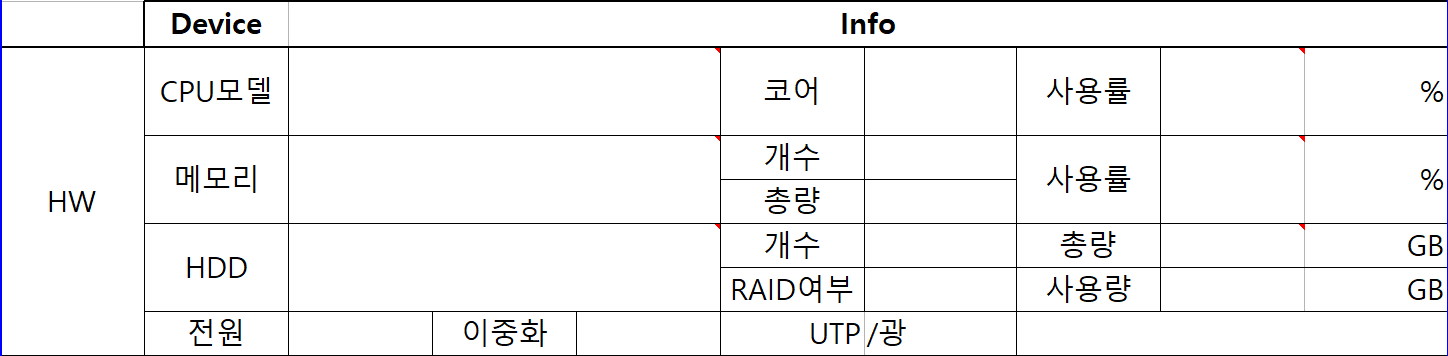 Device Info
CPU모델 코어 사용률 %
메모리 개수 사용률 %
총량
HW
HDD 개수 총량 GB
RAID여부 사용량 GB
전원 이중화 UTP /광